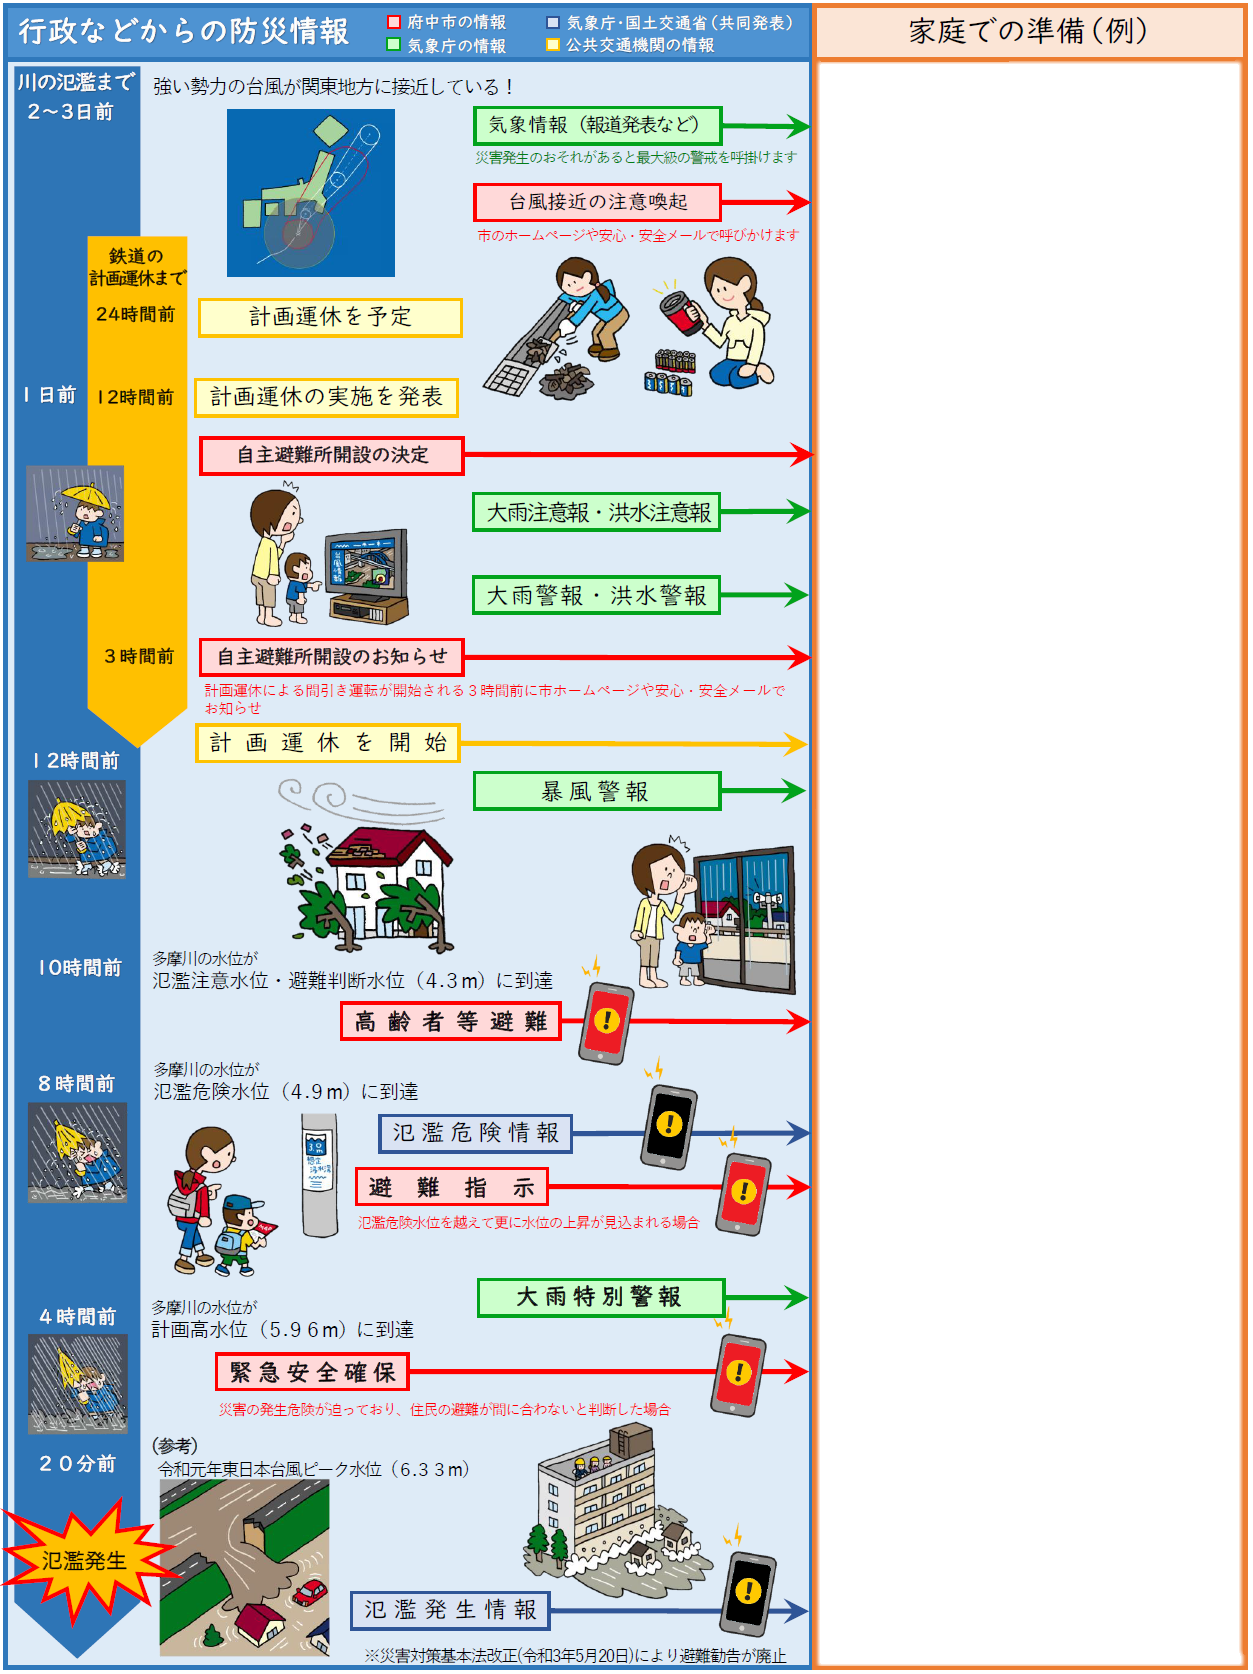 行政などからの防災情報
府中市の情報
気象庁・国土交通省(共同発表)
気象庁の情報
公共交通機関の情報
家庭での準備(例)
川の氾濫まで
2～3日前
強い勢力の台風が関東地方に接近している！
気象情報（報道発表など）
災害発生のおそれがあると最大級の警戒を呼掛けます
台風接近の注意喚起
市のホームページや安心・安全メールで呼びかけます
鉄道の
計画運休まで
24時間前
計画運休を予定
1日前
12時間前
計画運休の実施を発表
自主避難所開設の決定
大雨注意報・洪水注意報
台風情報
大雨警報・洪水警報
3時間前
自主避難所開設のお知らせ
計画運休による間引き運転が開始される3時間前に市ホームページや安心・安全メールで
お知らせ
計画運休を開始
12時間前
暴風警報
10時間前
多摩川の水位が
氾濫注意水位・避難判断水位（4.3m）に到達
高齢者等避難
8時間前
多摩川の水位が
氾濫危険水位（4.9m）に到達
氾濫危険情報
3.0m
想定
浸水深
避難指示
MAP
氾濫危険水位を越えて更に水位の上昇が見込まれる場合
大雨特別警報
4時間前
多摩川の水位が
計画高水位（5.96m）に到達
緊急安全確保
災害の発生危険が迫っており、住民の避難が間に合わないと判断した場合
20分前
(参考)
令和元年東日本台風ピーク水位（6.33m）
氾濫発生
氾濫発生情報
※災害対策基本法改正(令和3年5月20日)により避難勧告が廃止